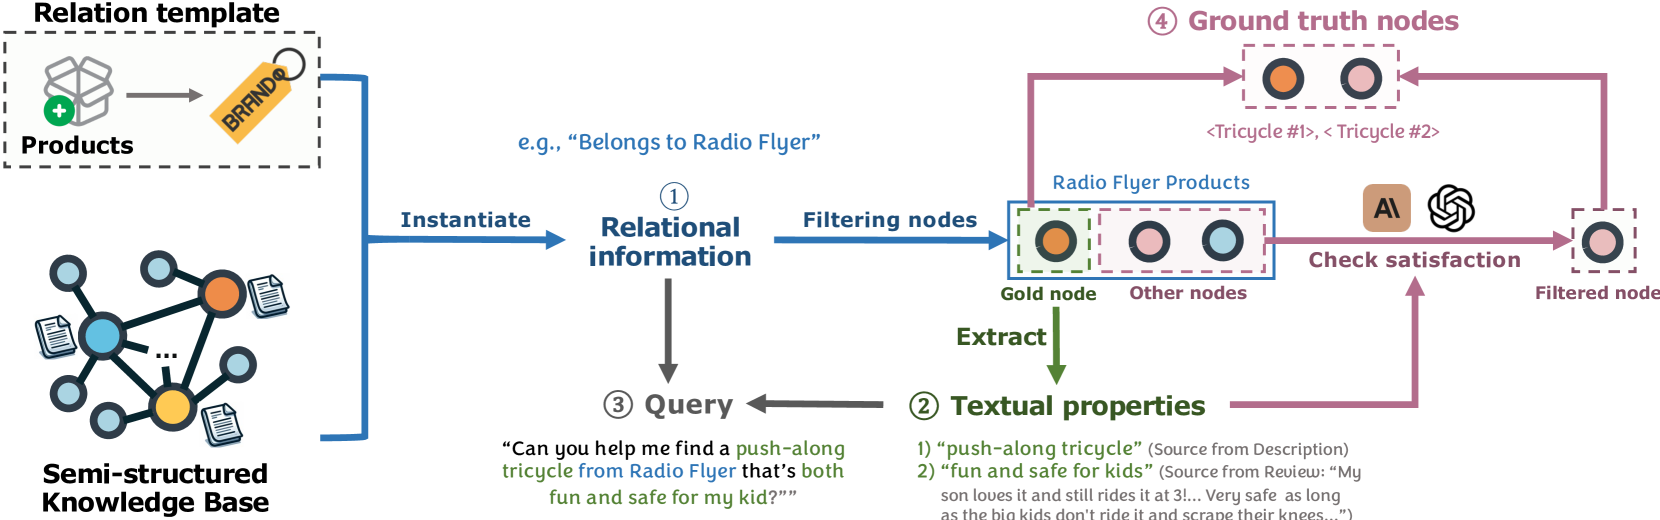 Relation template
BRAND
Products
Semi-structured
Knowledge Base
...
Instantiate
e.g., “Belongs to Radio Flyer”
①
Relational
information
Filtering nodes
③ Query
“Can you help me find a push-along
tricycle from Radio Flyer that’s both
fun and safe for my kid?””
④ Ground truth nodes
<Tricycle #1>, < Tricycle #2>
Radio Flyer Products
Gold node
Other nodes
Extract
② Textual properties
1) “push-along tricycle” (Source from Description)
2) “fun and safe for kids” (Source from Review: “My
son loves it and still rides it at 3!... Very safe as long
as the big kids don't ride it and scrape their knees...”)
A\
Check satisfaction
Filtered node